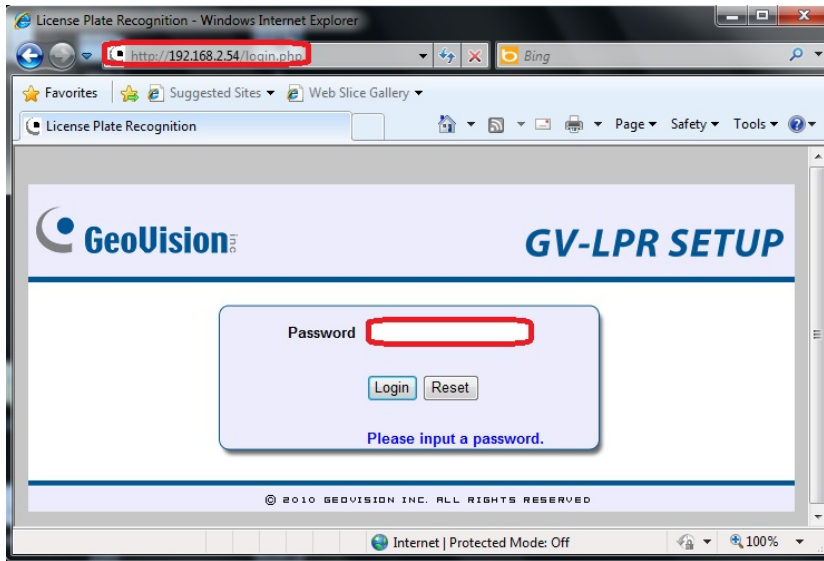 License Plate Recognition - Windows Internet Explorer
http://192.168.2.54/login.php
Bing
Favorites Suggested Sites Web Slice Gallery
License Plate Recognition Page Safety Tools
GeoVision inc
GV-LPR SETUP
Password
Login Reset
Please input a password.
© 2010 GEOVISION INC. ALL RIGHTS RESERVED
Internet | Protected Mode: Off 100%